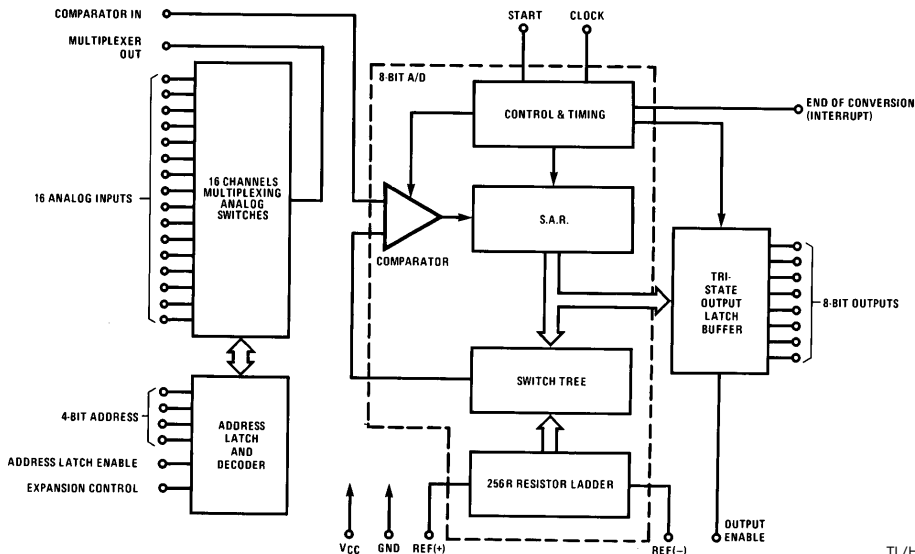 COMPARATOR IN
START
CLOCK
MULTIPLEXER
OUT
8-BIT A/D
CONTROL & TIMING
END OF CONVERSION
(INTERRUPT)
16 ANALOG INPUTS
16 CHANNELS
MULTIPLEXING
ANALOG
SWITCHES
S.A.R.
COMPARATOR
TRI-
STATE
OUTPUT
LATCH
BUFFER
8-BIT OUTPUTS
SWITCH TREE
4-BIT ADDRESS
ADDRESS
LATCH
AND
DECODER
ADDRESS LATCH ENABLE
EXPANSION CONTROL
256R RESISTOR LADDER
VCC
GND
REF(+)
REF(−)
OUTPUT
ENABLE